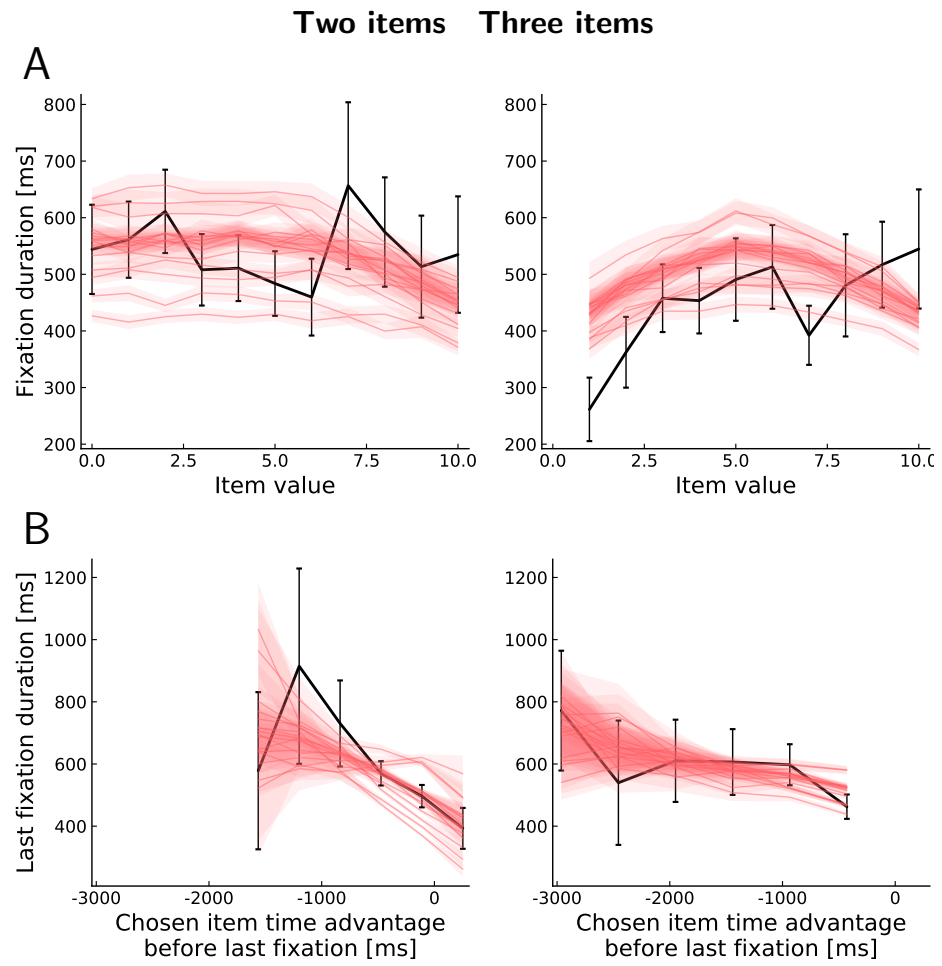 Two items Three items
A
Fixation duration [ms]
800
700
600
500
400
300
200
0.0 2.5 5.0 7.5 10.0
Item value
800
700
600
500
400
300
200
0.0 2.5 5.0 7.5 10.0
Item value
B
Last fixation duration [ms]
1200
1000
800
600
400
-3000 -2000 -1000 0
Chosen item time advantage
before last fixation [ms]
1200
1000
800
600
400
-3000 -2000 -1000 0
Chosen item time advantage
before last fixation [ms]